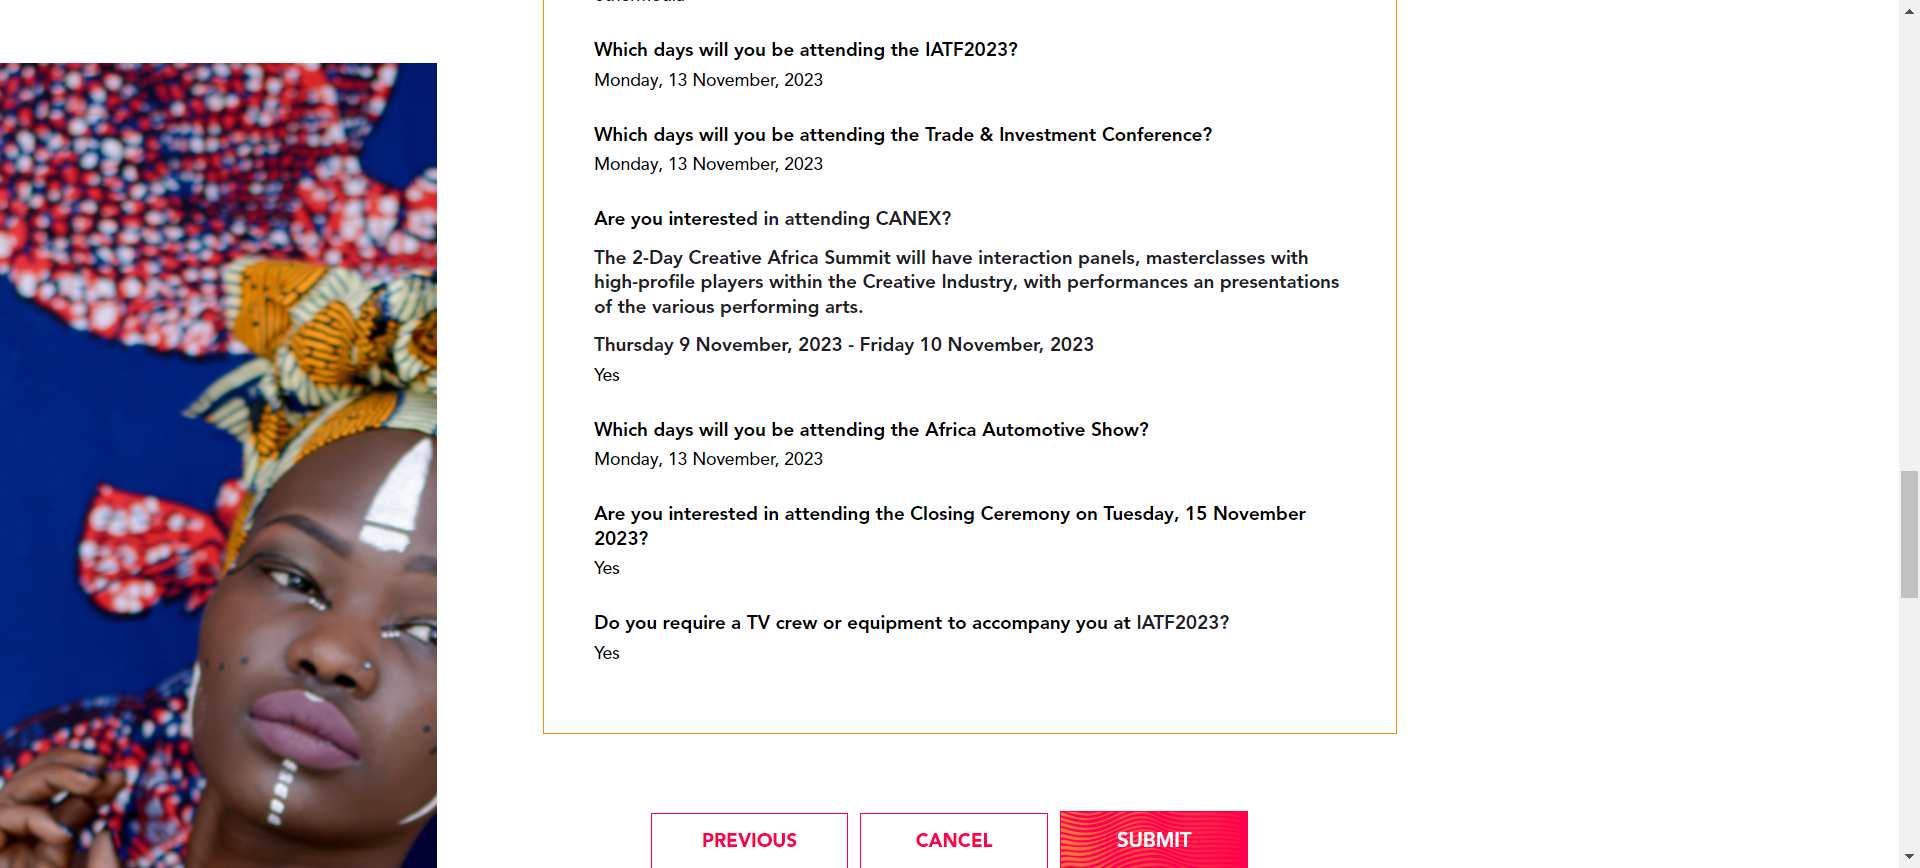 Which days will you be attending the IATF2023?
Monday, 13 November, 2023
Which days will you be attending the Trade & Investment Conference?
Monday, 13 November, 2023
Are you interested in attending CANEX?
The 2-Day Creative Africa Summit will have interaction panels, masterclasses with
high-profile players within the Creative Industry, with performances an presentations
of the various performing arts.
Thursday 9 November, 2023 - Friday 10 November, 2023
Yes
Which days will you be attending the Africa Automotive Show?
Monday, 13 November, 2023
Are you interested in attending the Closing Ceremony on Tuesday, 15 November
2023?
Yes
Do you require a TV crew or equipment to accompany you at IATF2023?
Yes
PREVIOUS
CANCEL
SUBMIT